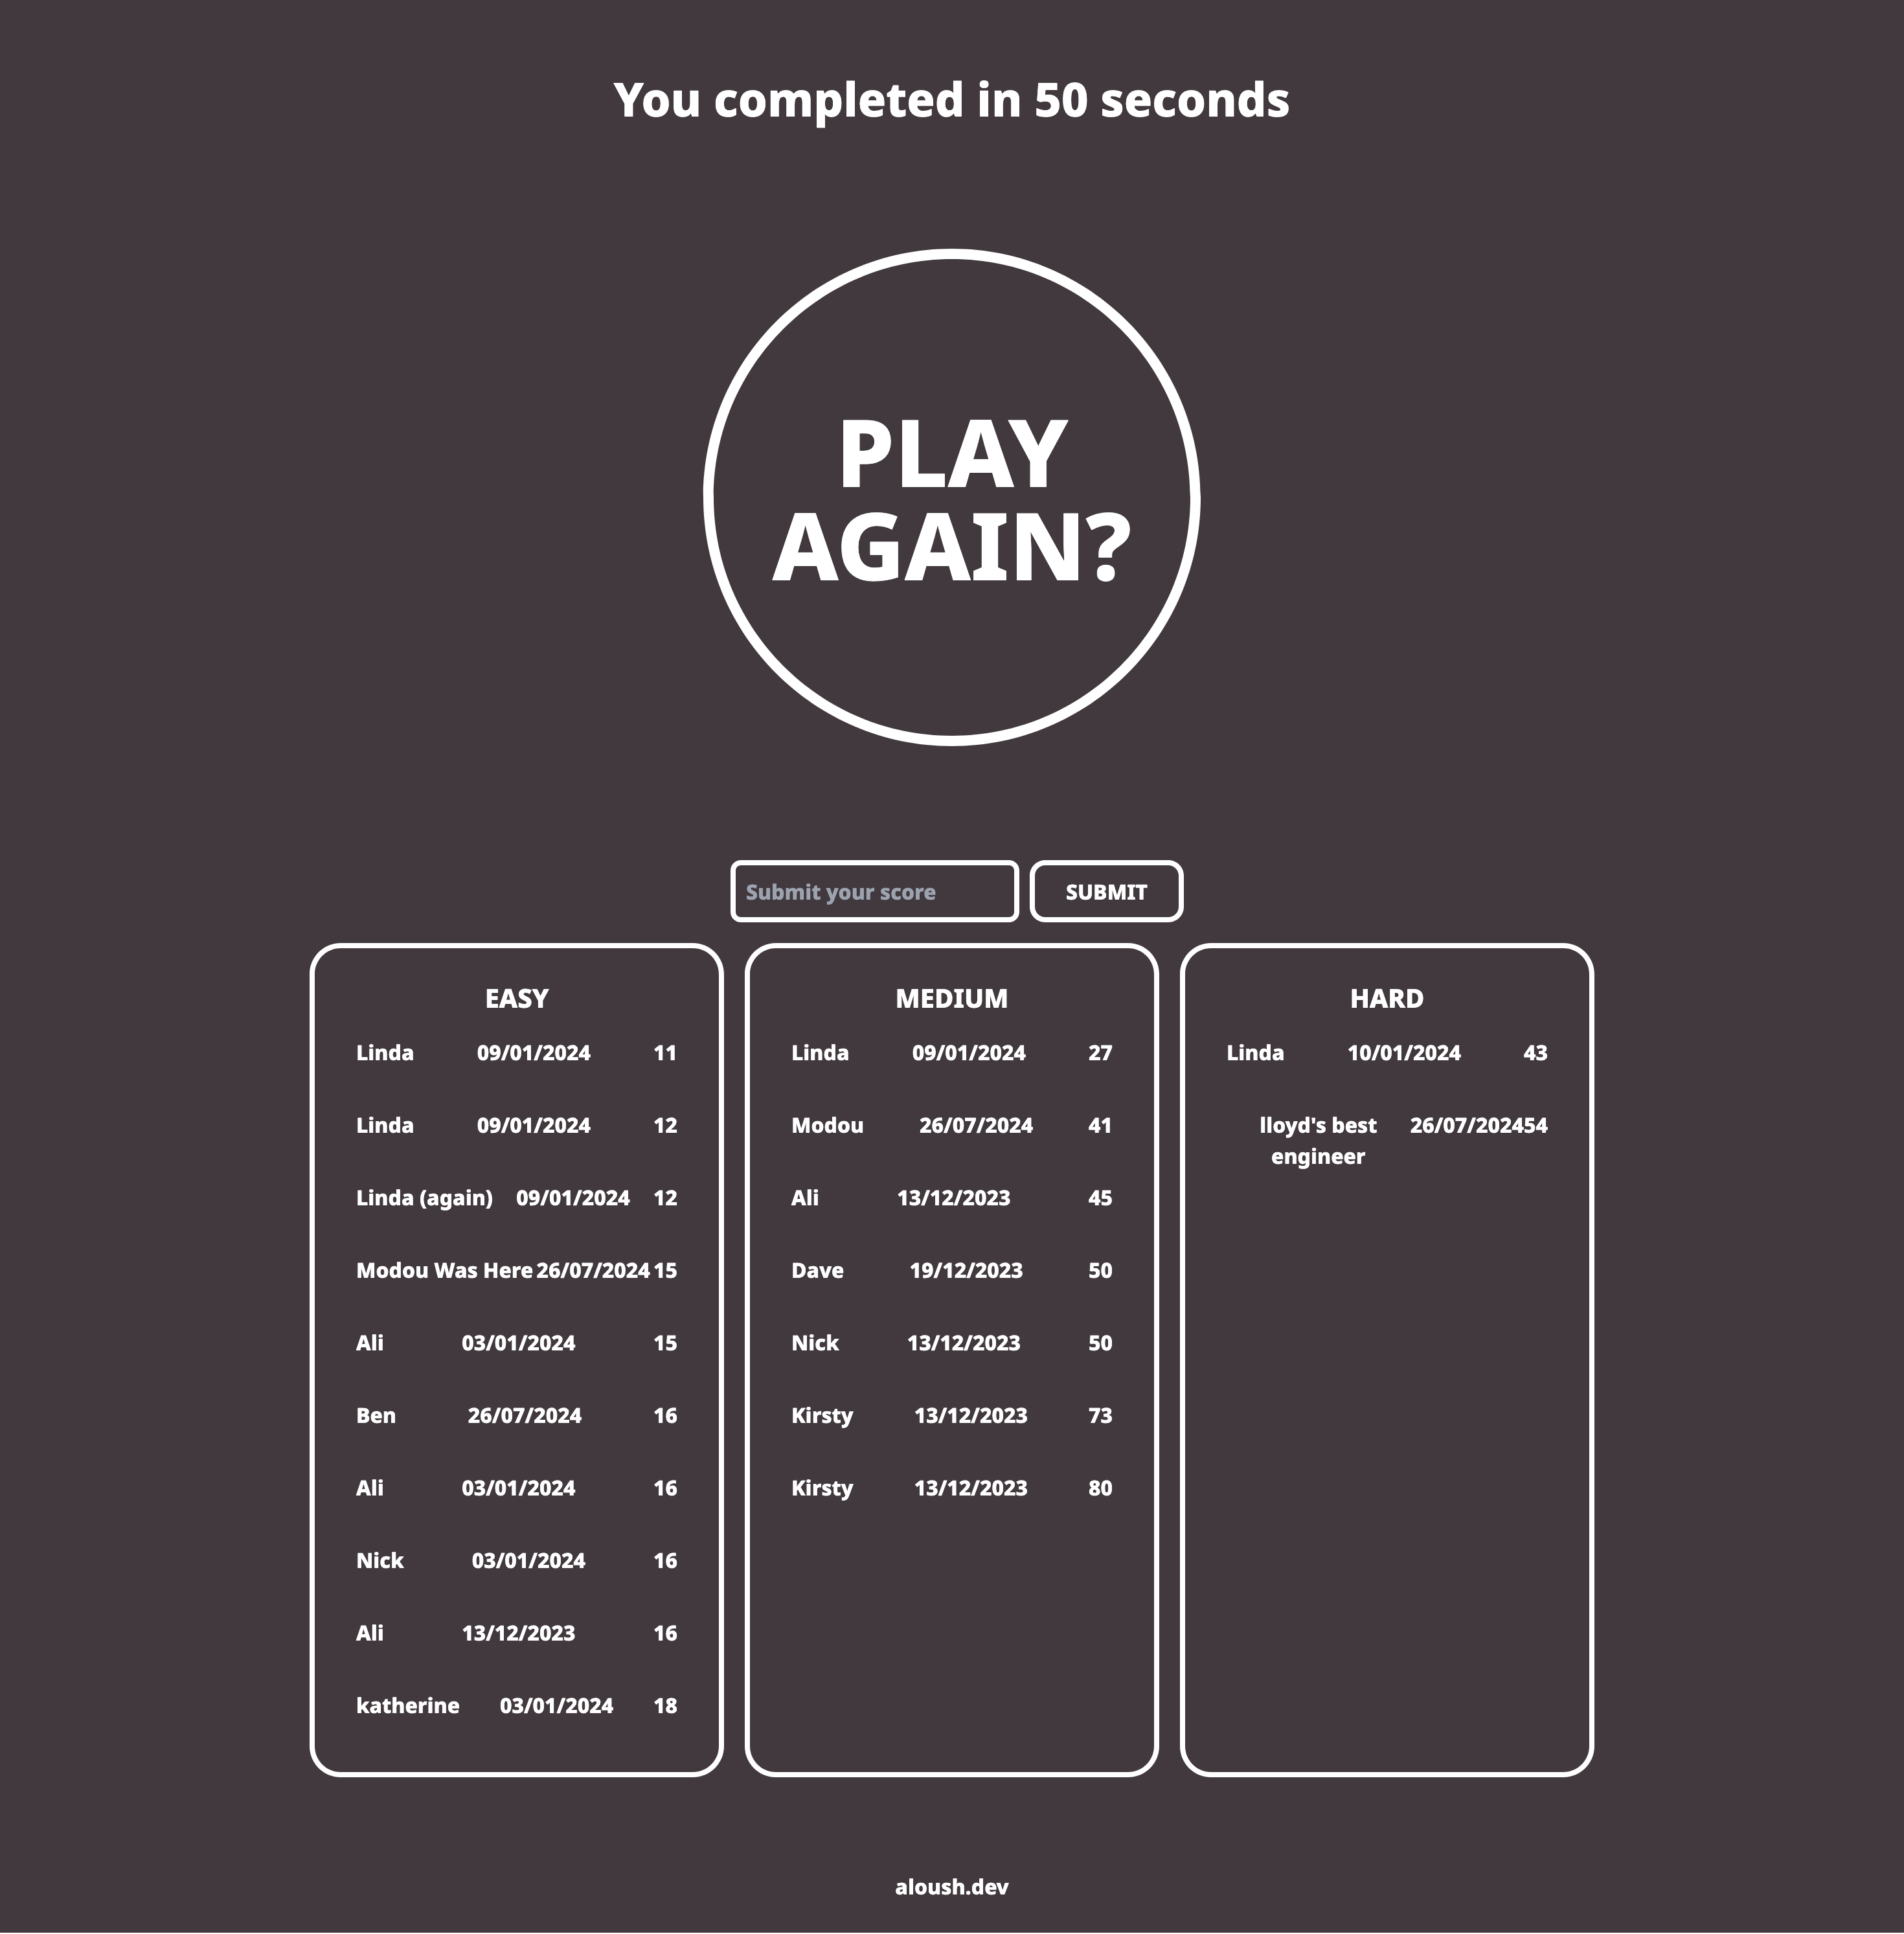 You completed in 50 seconds
PLAY
AGAIN?
Submit your score
SUBMIT
EASY
Linda 09/01/2024 11
Linda 09/01/2024 12
Linda (again) 09/01/2024 12
Modou Was Here 26/07/2024 15
Ali 03/01/2024 15
Ben 26/07/2024 16
Ali 03/01/2024 16
Nick 03/01/2024 16
Ali 13/12/2023 16
katherine 03/01/2024 18
MEDIUM
Linda 09/01/2024 27
Modou 26/07/2024 41
Ali 13/12/2023 45
Dave 19/12/2023 50
Nick 13/12/2023 50
Kirsty 13/12/2023 73
Kirsty 13/12/2023 80
HARD
Linda 10/01/2024 43
lloyd's best 26/07/202454
engineer
aloush.dev